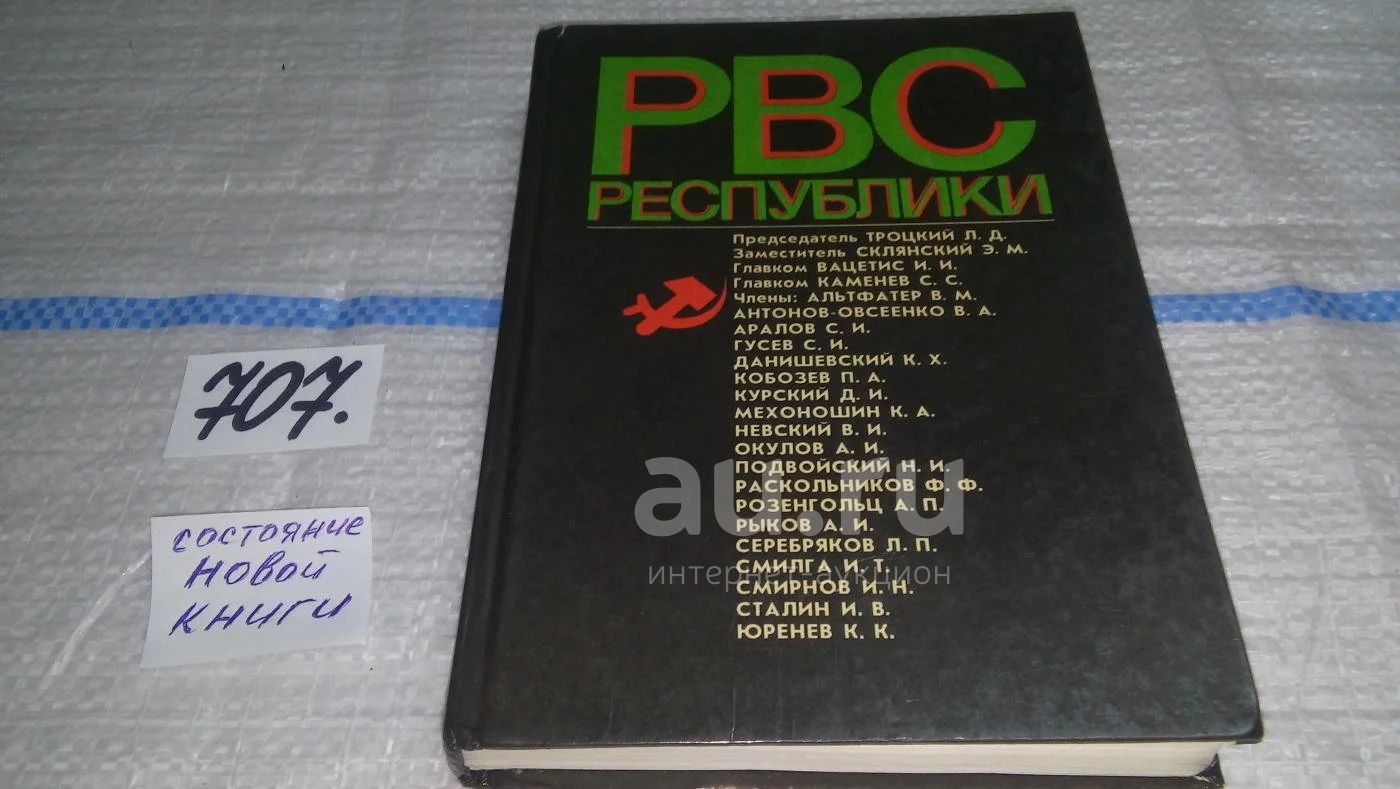 РВС
РЕСПУБЛИКИ
Председатель ТРОЦКИЙ Л. Д.
Заместитель СКЛЯНСКИЙ Э. М.
Главком ВАЦЕТИС И. И.
Главком КАМЕНЕВ С. С.
Члены: АЛЬТФАТЕР В. М.
АНТОНОВ-ОВСЕЕНКО В. А.
АРАЛОВ С. И.
ГУСЕВ С. И.
ДАНИШЕВСКИЙ К. Х.
КОБОЗЕВ П. А.
КУРСКИЙ Д. И.
МЕХОНОШИН К. А.
НЕВСКИЙ В. И.
ОКУЛОВ А. И.
ПОДВОЙСКИЙ Н. И.
РАСКОЛЬНИКОВ Ф. Ф.
РОЗЕНГОЛЬЦ А. П.
РЫКОВ А. И.
СЕРЕБРЯКОВ Л. П.
СМИЛГА И. Т.
СМИРНОВ И. Н.
СТАЛИН И. В.
ЮРЕНЕВ К. К.
707.
состояние
новой
книги
au.ru
интернет-аукцион